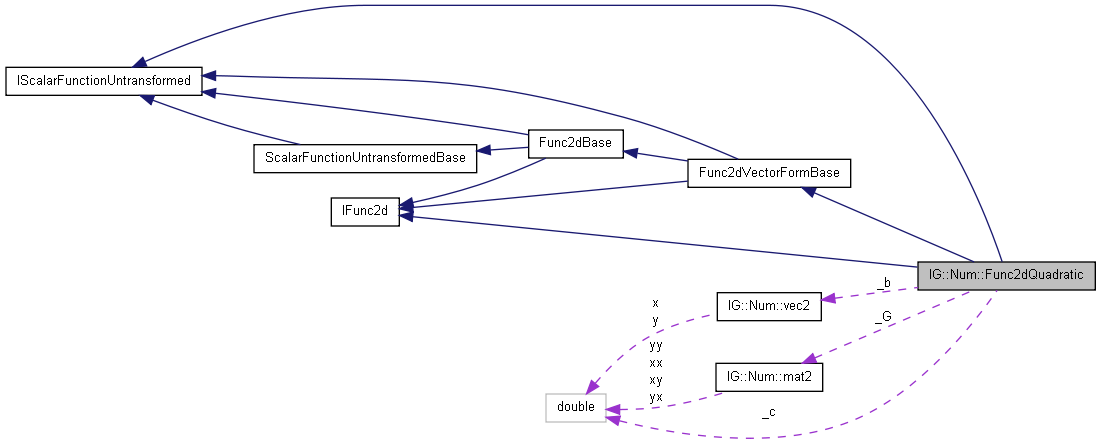 IScalarFunctionUntransformed
Func2dBase
ScalarFunctionUntransformedBase
Func2dVectorFormBase
IFunc2d
IG::Num::Func2dQuadratic
_b
x
IG::Num::vec2
y
_G
yy
xx
IG::Num::mat2
xy
yx
double
_c